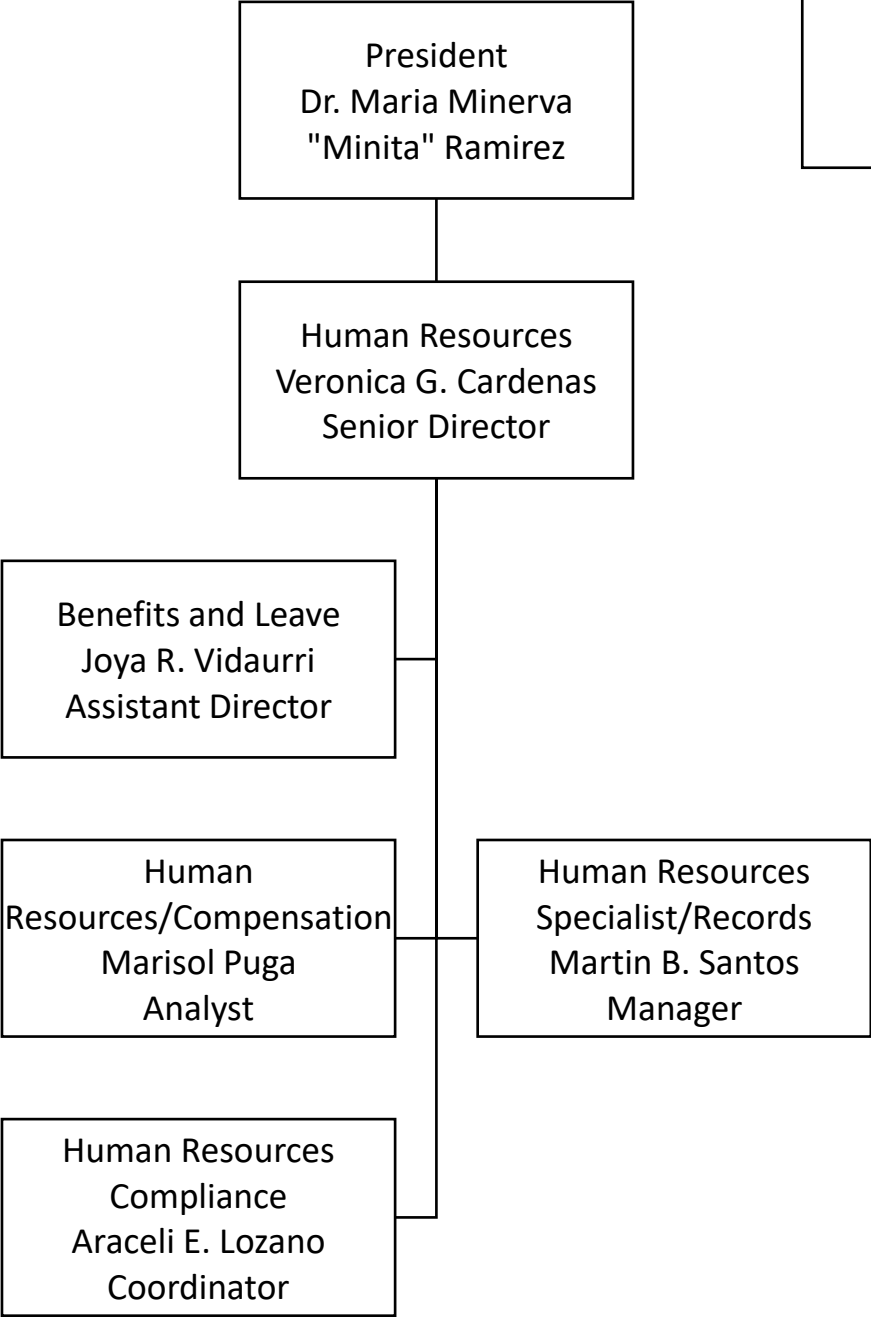 President
Dr. Maria Minerva
"Minita" Ramirez
Human Resources
Veronica G. Cardenas
Senior Director
Benefits and Leave
Joya R. Vidaurri
Assistant Director
Human
Resources/Compensation
Marisol Puga
Analyst
Human Resources
Specialist/Records
Martin B. Santos
Manager
Human Resources
Compliance
Araceli E. Lozano
Coordinator